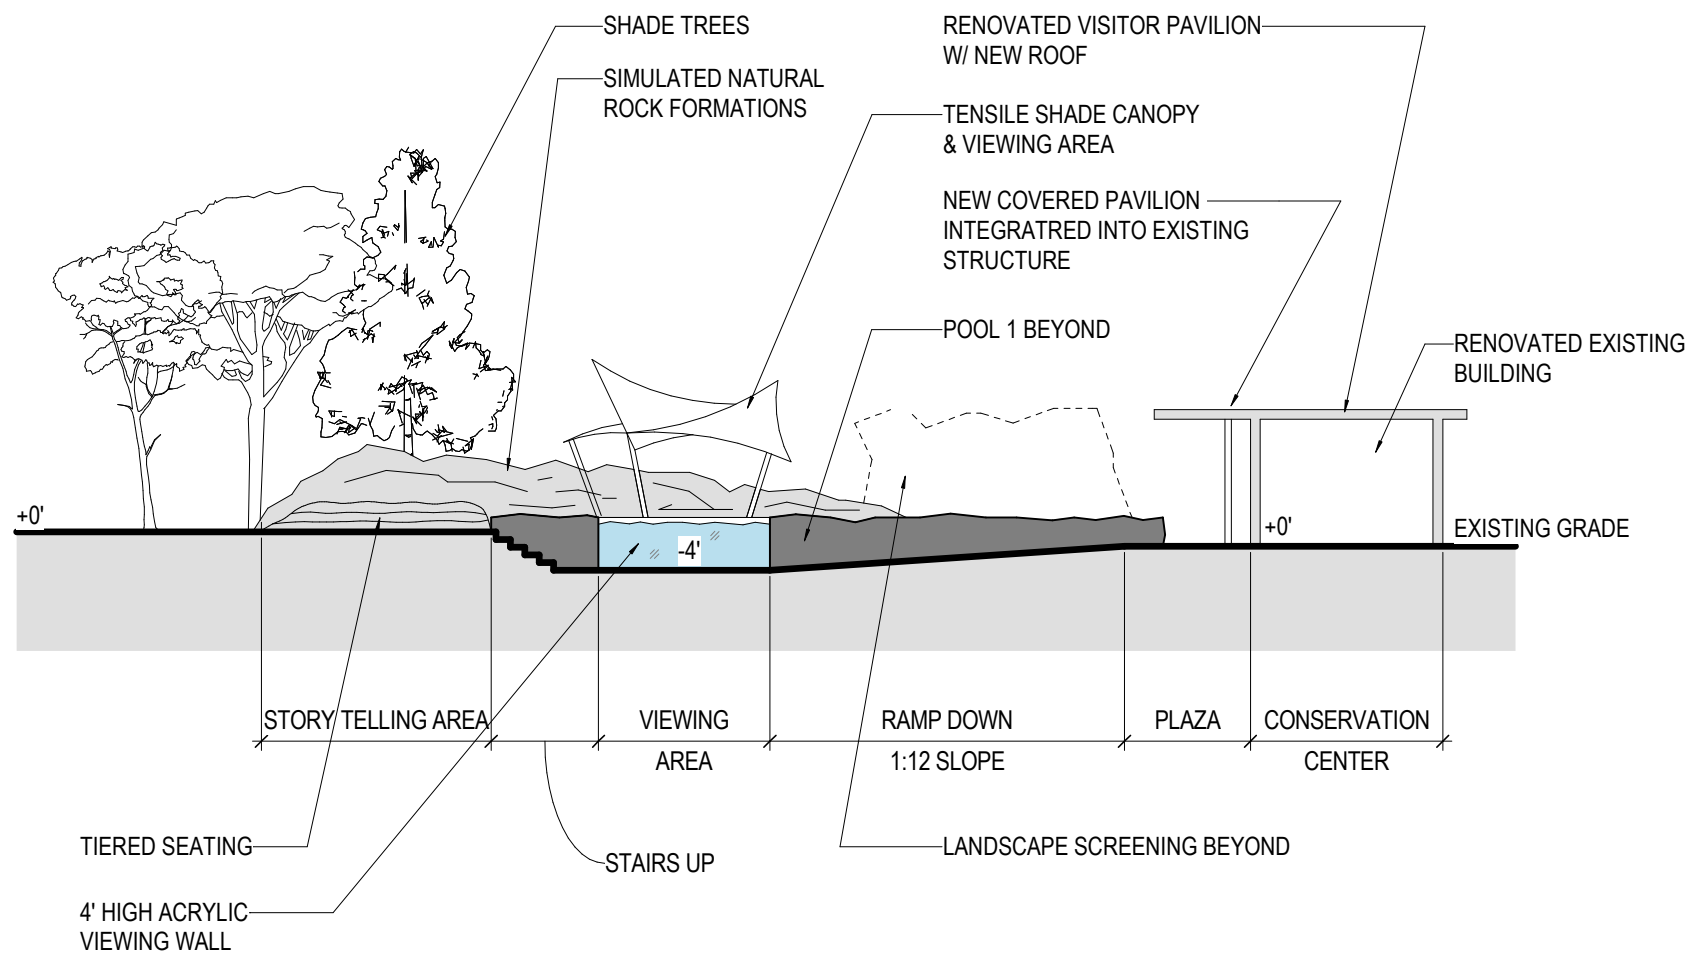 SHADE TREES
SIMULATED NATURAL
ROCK FORMATIONS
RENOVATED VISITOR PAVILION
W/ NEW ROOF
TENSILE SHADE CANOPY
& VIEWING AREA
NEW COVERED PAVILION
INTEGRATRED INTO EXISTING
STRUCTURE
POOL 1 BEYOND
RENOVATED EXISTING
BUILDING
+0'
-4'
+0'
EXISTING GRADE
STORY TELLING AREA
VIEWING
AREA
RAMP DOWN
1:12 SLOPE
PLAZA
CONSERVATION
CENTER
TIERED SEATING
STAIRS UP
LANDSCAPE SCREENING BEYOND
4' HIGH ACRYLIC
VIEWING WALL